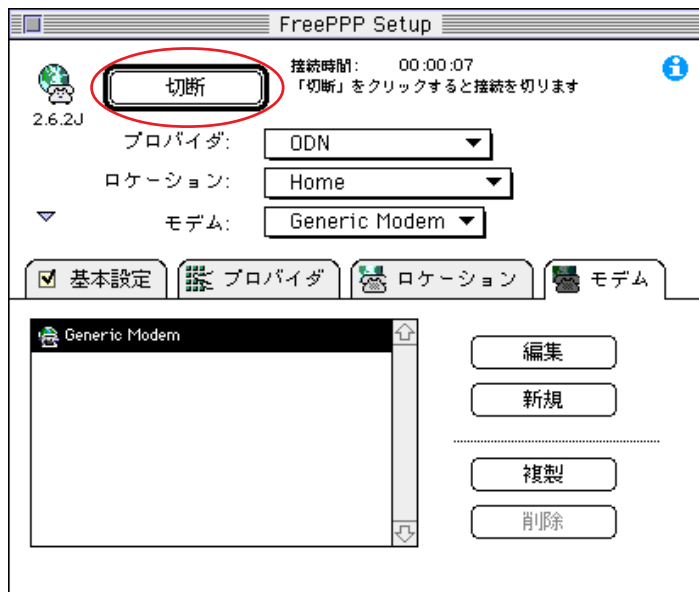 FreePPP Setup
切断
接続時間: 00:00:07
「切断」をクリックすると接続を切ります
2.6.2J
プロバイダ: ODN
ロケーション: Home
モデム: Generic Modem
基本設定 プロバイダ ロケーション モデム
Generic Modem
編集
新規
複製
削除